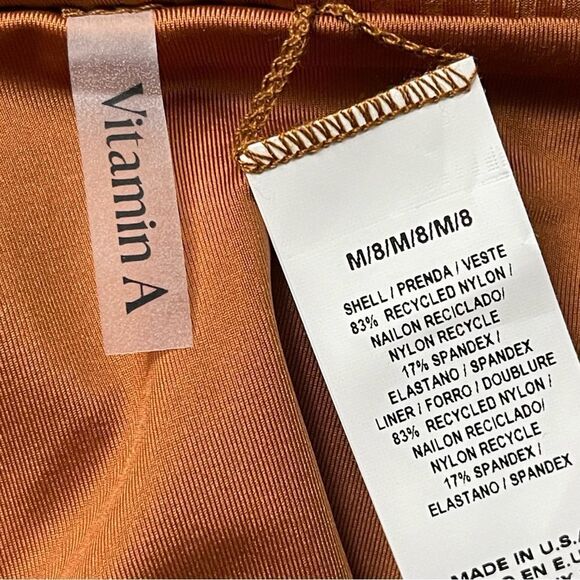 Vitamin A
M/8/M/8/M/8
SHELL / PRENDA / VESTE
83% RECYCLED NYLON /
NAILON RECICLADO/
NYLON RECYCLE
17% SPANDEX /
ELASTANO / SPANDEX
LINER / FORRO / DOUBLURE
83% RECYCLED NYLON /
NAILON RECICLADO/
NYLON RECYCLE
17% SPANDEX /
ELASTANO / SPANDEX
MADE IN U.S.A
EN E.U.